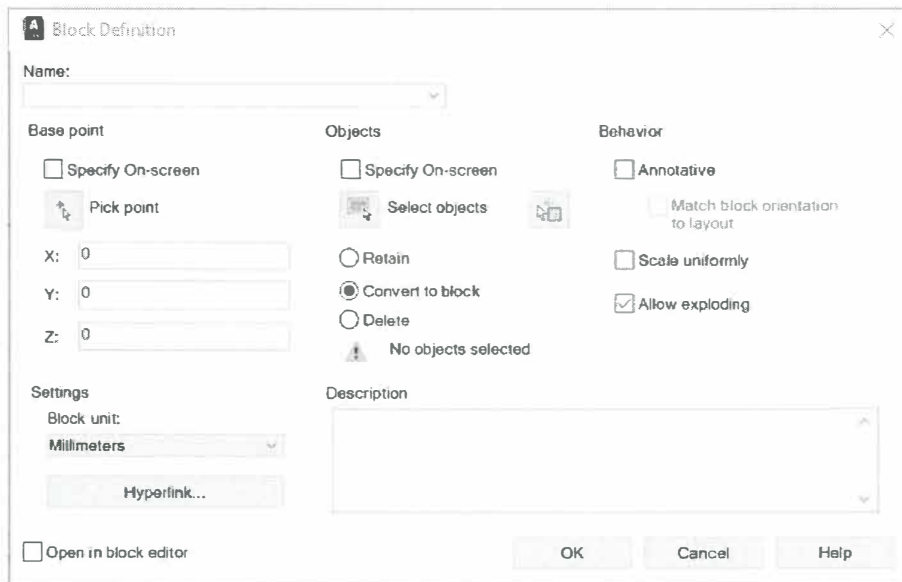 A
Block Definition
Name:
Base point
Specify On-screen
Pick point
X: 0
Y: 0
Z: 0
Objects
Specify On-screen
Select objects
Retain
Convert to block
Delete
No objects selected
Behavior
Annotative
Match block orientation
to layout
Scale uniformly
Allow exploding
Settings
Block unit:
Millimeters
Hyperlink...
Description
Open in block editor
OK
Cancel
Help